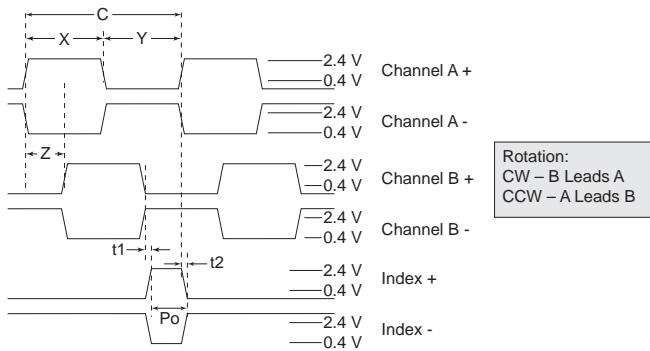 C
X
Y
2.4 V
0.4 V
Channel A +
2.4 V
0.4 V
Channel A -
Z
2.4 V
0.4 V
Channel B +
2.4 V
0.4 V
Channel B -
Rotation:
CW – B Leads A
CCW – A Leads B
t1
t2
2.4 V
0.4 V
Index +
Po
2.4 V
0.4 V
Index -